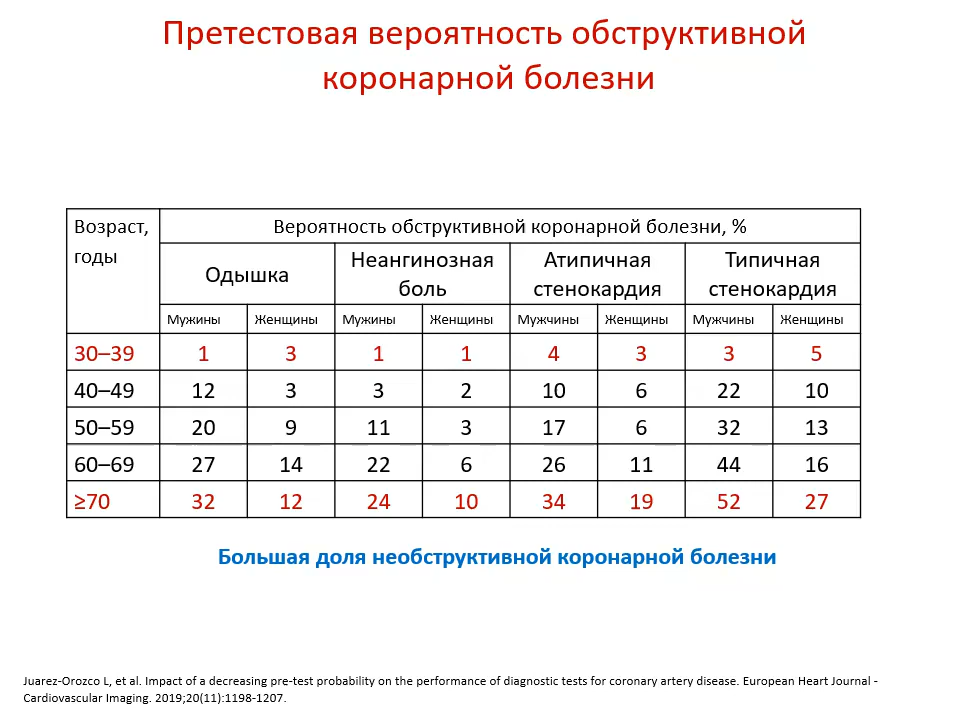 Претестовая вероятность обструктивной
коронарной болезни
Возраст, годы
Вероятность обструктивной коронарной болезни, %
Одышка Неангинозная боль Атипичная стенокардия Типичная стенокардия
Мужины Женщины Мужины Женщины Мужчины Женщины Мужчины Женщины
30–39 1 3 1 1 4 3 3 5
40–49 12 3 3 2 10 6 22 10
50–59 20 9 11 3 17 6 32 13
60–69 27 14 22 6 26 11 44 16
≥70 32 12 24 10 34 19 52 27
Большая доля необструктивной коронарной болезни
Juarez-Orozco L, et al. Impact of a decreasing pre-test probability on the performance of diagnostic tests for coronary artery disease. European Heart Journal -
Cardiovascular Imaging. 2019;20(11):1198-1207.